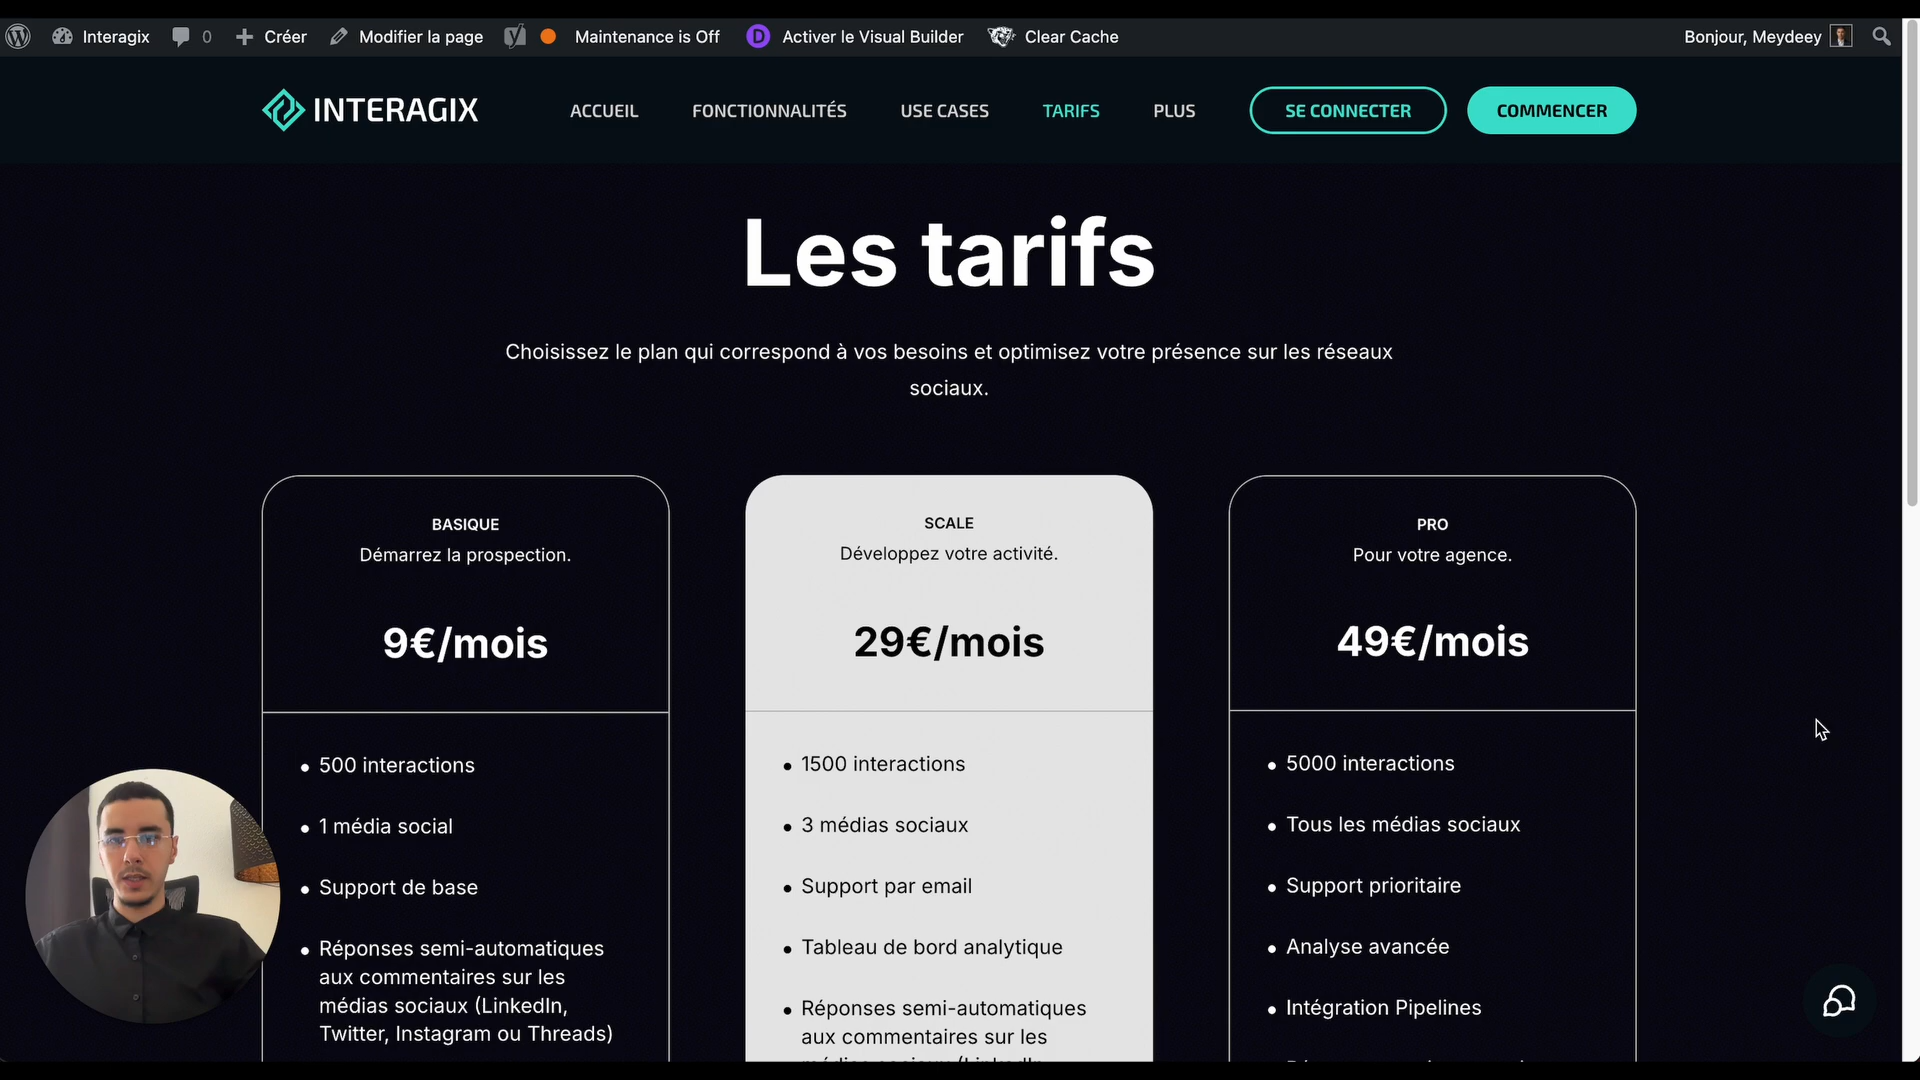 Interagix 0 Créer Modifier la page Maintenance is Off D Activer le Visual Builder Clear Cache Bonjour, Meydeey
INTERAGIX ACCUEIL FONCTIONNALITÉS USE CASES TARIFS PLUS SE CONNECTER COMMENCER
Les tarifs
Choisissez le plan qui correspond à vos besoins et optimisez votre présence sur les réseaux
sociaux.
BASIQUE
Démarrez la prospection.
9€/mois
• 500 interactions
• 1 média social
• Support de base
• Réponses semi-automatiques
aux commentaires sur les
médias sociaux (LinkedIn,
Twitter, Instagram ou Threads)
SCALE
Développez votre activité.
29€/mois
• 1500 interactions
• 3 médias sociaux
• Support par email
• Tableau de bord analytique
• Réponses semi-automatiques
aux commentaires sur les
PRO
Pour votre agence.
49€/mois
• 5000 interactions
• Tous les médias sociaux
• Support prioritaire
• Analyse avancée
• Intégration Pipelines